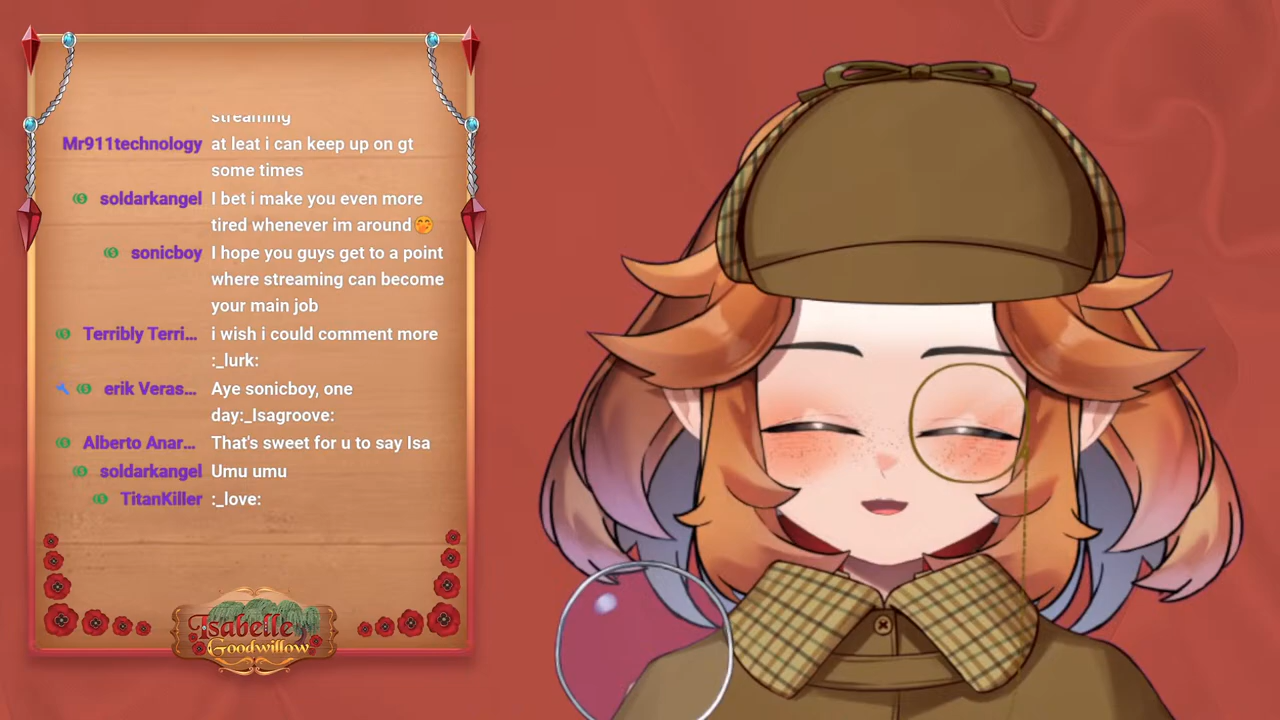 streaming
Mr911technology at leat i can keep up on gt
some times
soldarkangel I bet i make you even more
tired whenever im around🤭
sonicboy I hope you guys get to a point
where streaming can become
your main job
Terribly Terri... i wish i could comment more
:_lurk:
erik Veras... Aye sonicboy, one
day:_Isagroove:
Alberto Anar... That's sweet for u to say Isa
soldarkangel Umu umu
TitanKiller :_love:
Isabelle
Goodwillow